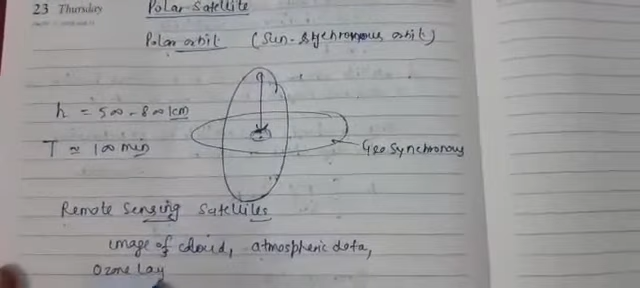 23 Thursday
Polar Satellite
Polar orbit (Sun-Synchronous orbit)
h = 500 - 800 km
T ≈ 100 min
Geo Synchronous
Remote Sensing Satellites
image of cloud, atmospheric data,
Ozone lay